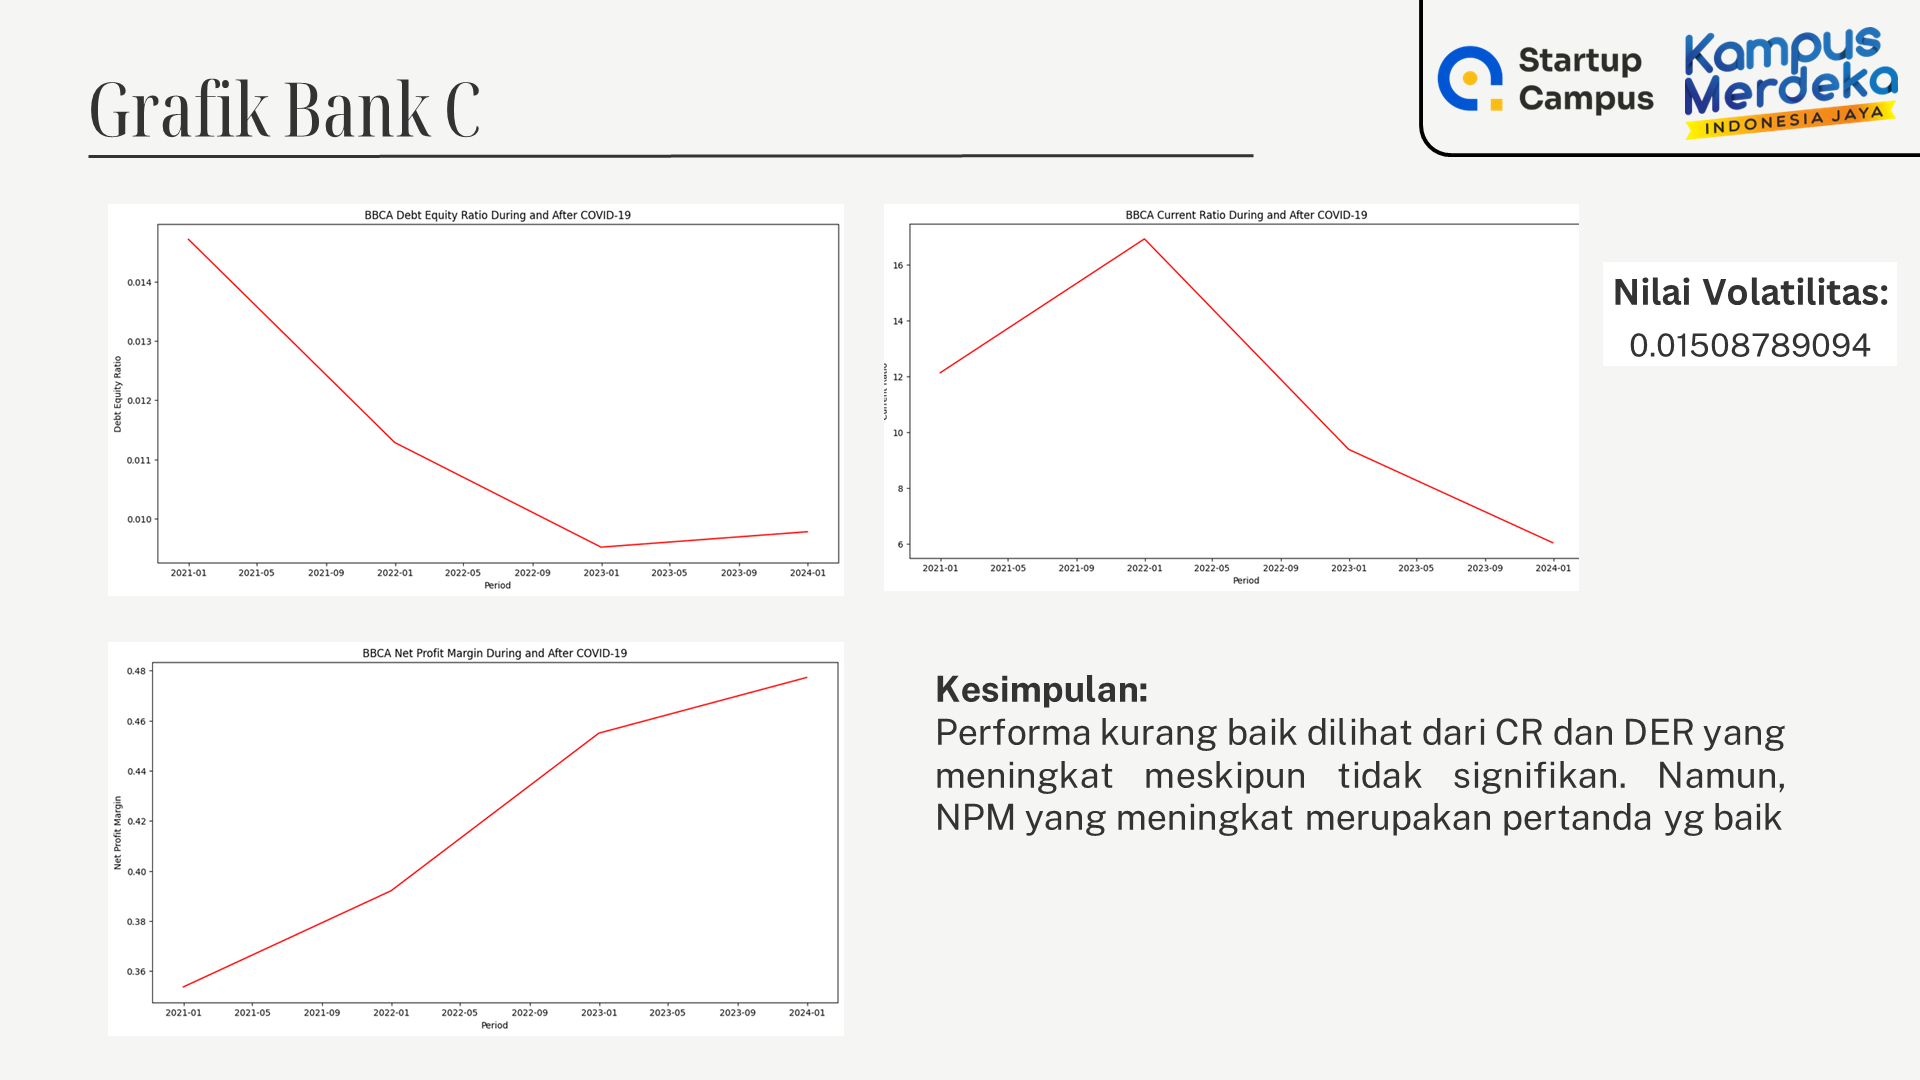 Grafik Bank C
Startup
Campus
Kampus
Merdeka
INDONESIA JAYA
BBCA Debt Equity Ratio During and After COVID-19
Debt Equity Ratio
0.014
0.013
0.012
0.011
0.010
2021-01 2021-05 2021-09 2022-01 2022-05 2022-09 2023-01 2023-05 2023-09 2024-01
Period
BBCA Current Ratio During and After COVID-19
16
14
12
10
8
6
2021-01 2021-05 2021-09 2022-01 2022-05 2022-09 2023-01 2023-05 2023-09 2024-01
Period
Nilai Volatilitas:
0.01508789094
BBCA Net Profit Margin During and After COVID-19
Net Profit Margin
0.48
0.46
0.44
0.42
0.40
0.38
0.36
2021-01 2021-05 2021-09 2022-01 2022-05 2022-09 2023-01 2023-05 2023-09 2024-01
Period
Kesimpulan:
Performa kurang baik dilihat dari CR dan DER yang
meningkat meskipun tidak signifikan. Namun,
NPM yang meningkat merupakan pertanda yg baik